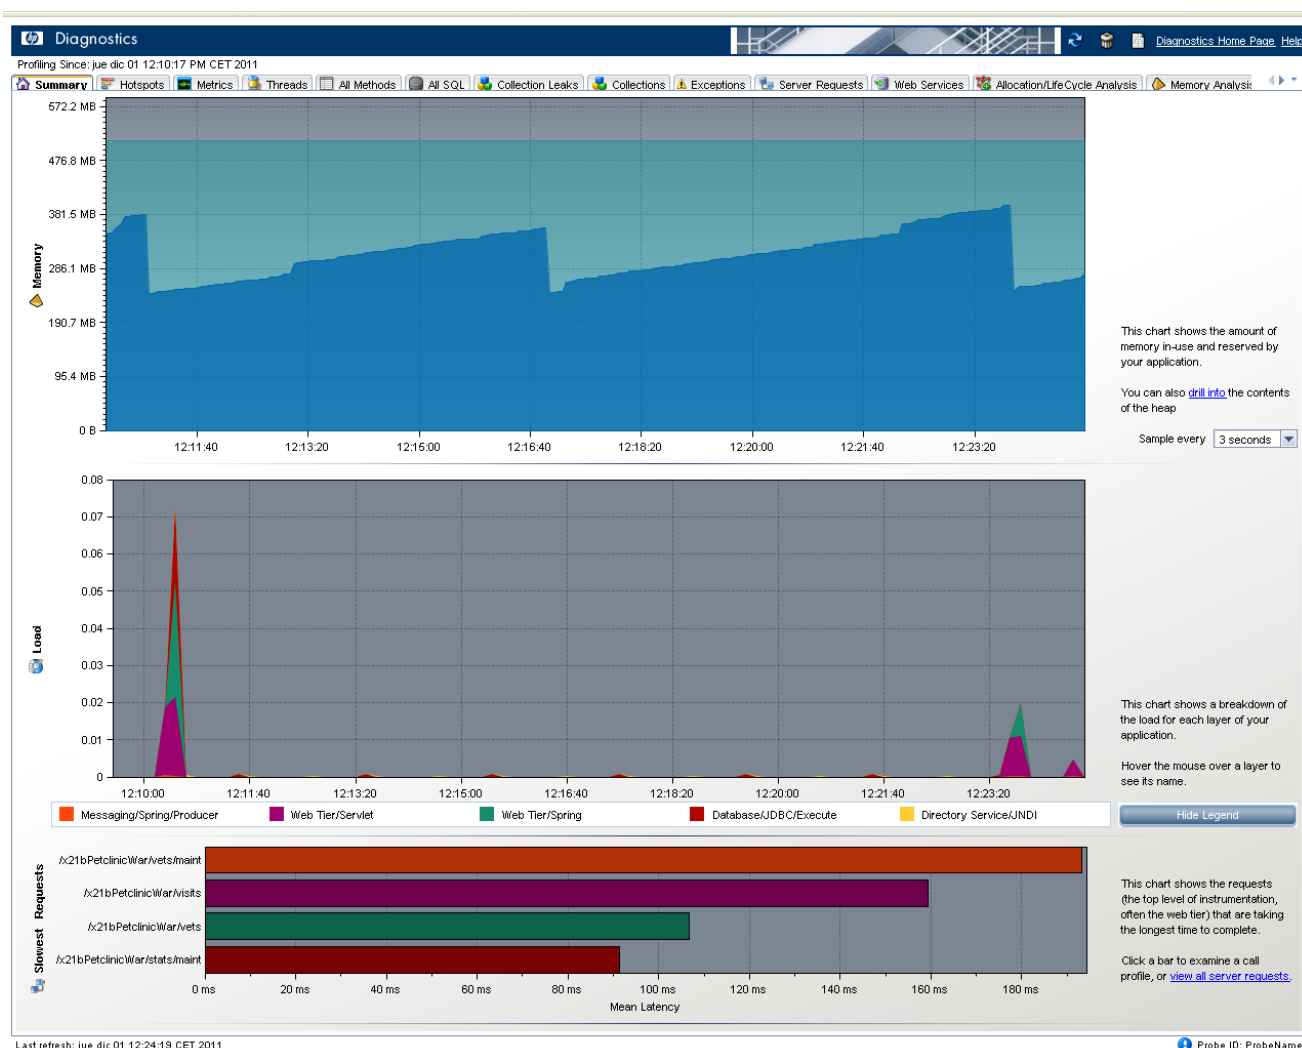 hp Diagnostics
Diagnostics Home Page Help
Profiling Since: jue dic 01 12:10:17 PM CET 2011
Summary Hotspots Metrics Threads All Methods All SQL Collection Leaks Collections Exceptions Server Requests Web Services Allocation/LifeCycle Analysis Memory Analysis
572.2 MB
476.8 MB
381.5 MB
286.1 MB
190.7 MB
95.4 MB
0 B
Memory
12:11:40 12:13:20 12:15:00 12:16:40 12:18:20 12:20:00 12:21:40 12:23:20
This chart shows the amount of
memory in-use and reserved by
your application.
You can also drill into the contents
of the heap
Sample every 3 seconds
0.08
0.07
0.06
0.05
0.04
0.03
0.02
0.01
0
Load
12:10:00 12:11:40 12:13:20 12:15:00 12:16:40 12:18:20 12:20:00 12:21:40 12:23:20
This chart shows a breakdown of
the load for each layer of your
application.
Hover the mouse over a layer to
see its name.
Messaging/Spring/Producer Web Tier/Servlet Web Tier/Spring Database/JDBC/Execute Directory Service/JNDI
Hide Legend
Slowest Requests
/x21bPetclinicWar/vets/maint
/x21bPetclinicWar/visits
/x21bPetclinicWar/vets
/x21bPetclinicWar/stats/maint
0 ms 20 ms 40 ms 60 ms 80 ms 100 ms 120 ms 140 ms 160 ms 180 ms
Mean Latency
This chart shows the requests
(the top level of instrumentation,
often the web tier) that are taking
the longest time to complete.
Click a bar to examine a call
profile, or view all server requests.
Last refresh: jue dic 01 12:24:19 CET 2011
Probe ID: ProbeName